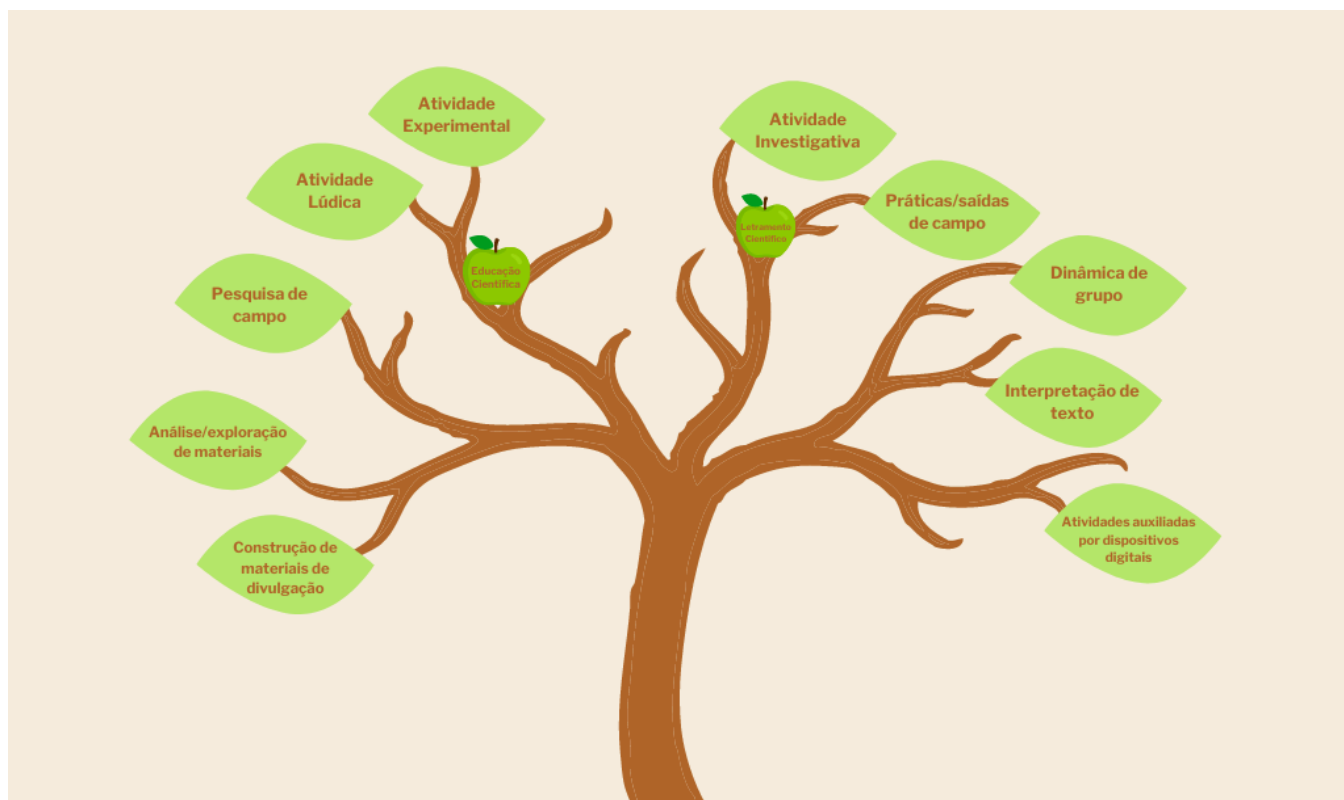 Atividade
Experimental
Atividade
Investigativa
Atividade
Lúdica
Práticas/saídas
de campo
Letramento
Científico
Educação
Científica
Dinâmica de
grupo
Pesquisa de
campo
Interpretação de
texto
Análise/exploração
de materiais
Atividades auxiliadas
por dispositivos
digitais
Construção de
materiais de
divulgação